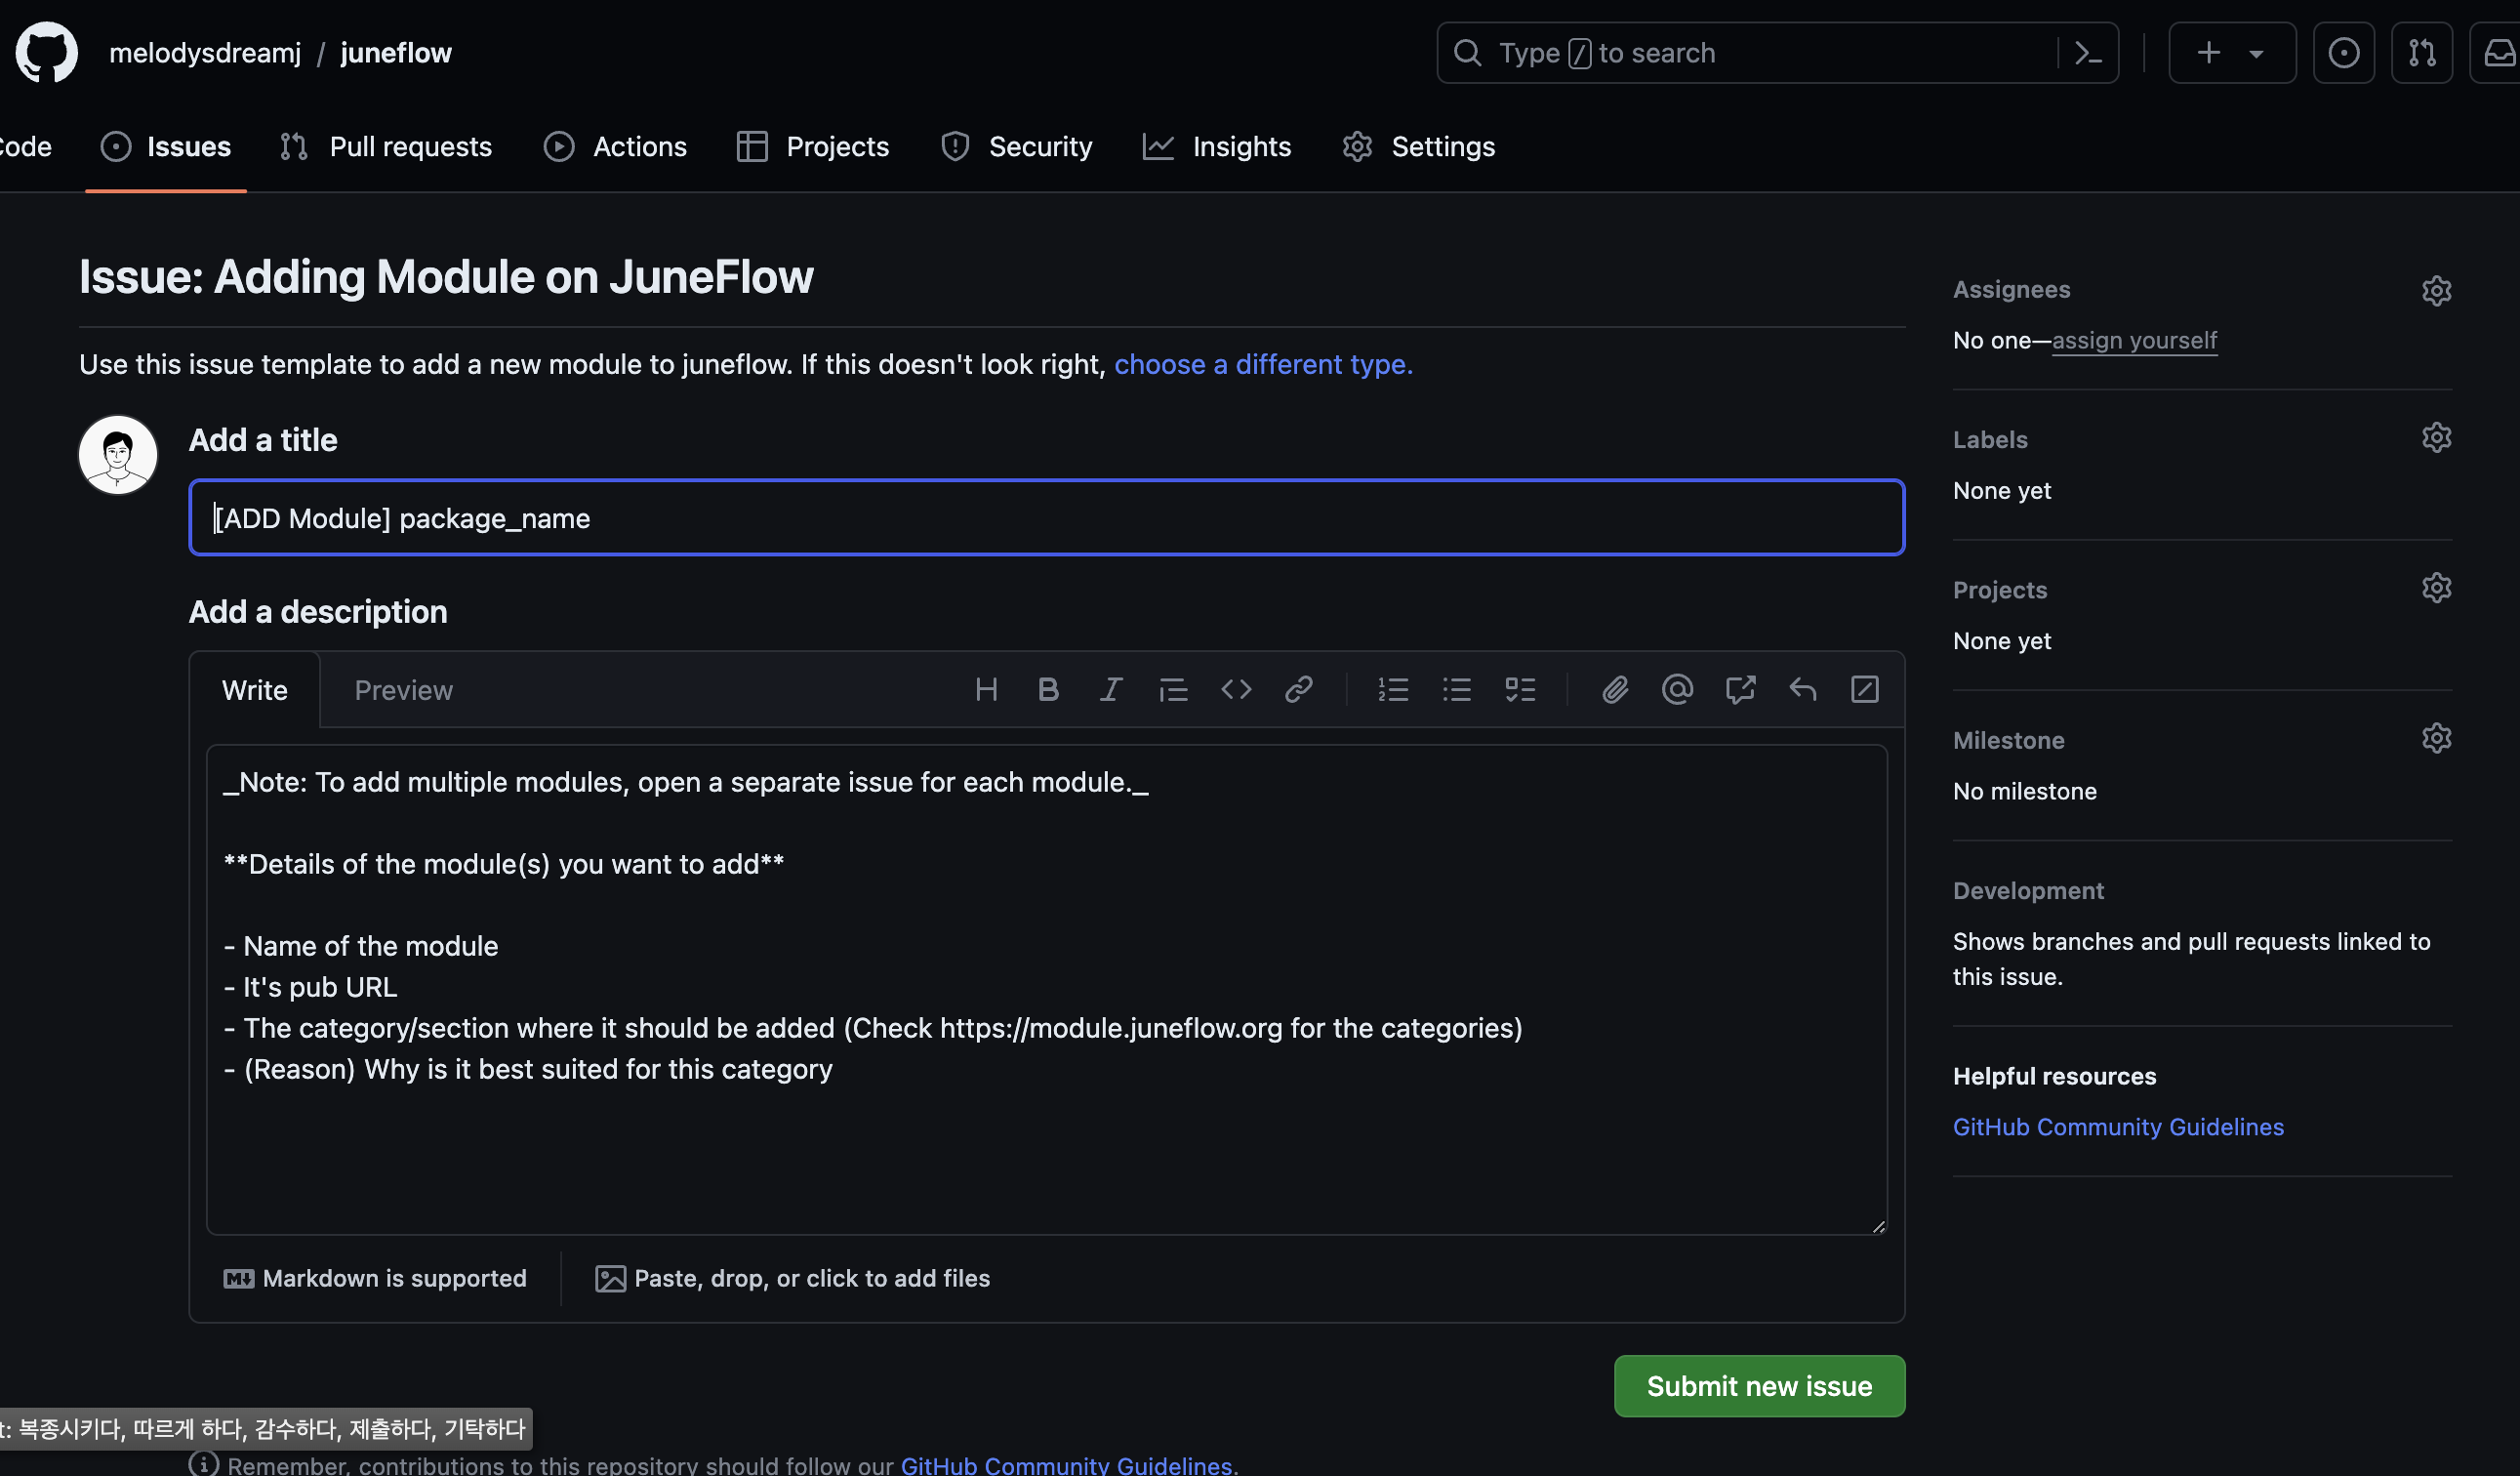 melodysdreamj / juneflow
Type / to search
Code
Issues
Pull requests
Actions
Projects
Security
Insights
Settings
Issue: Adding Module on JuneFlow
Use this issue template to add a new module to juneflow. If this doesn't look right, choose a different type.
Add a title
[ADD Module] package_name
Add a description
Write
Preview
_Note: To add multiple modules, open a separate issue for each module._
**Details of the module(s) you want to add**
- Name of the module
- It's pub URL
- The category/section where it should be added (Check https://module.juneflow.org for the categories)
- (Reason) Why is it best suited for this category
Markdown is supported
Paste, drop, or click to add files
Submit new issue
t: 복종시키다, 따르게 하다, 감수하다, 제출하다, 기탁하다
Remember, contributions to this repository should follow our GitHub Community Guidelines.
Assignees
No one—assign yourself
Labels
None yet
Projects
None yet
Milestone
No milestone
Development
Shows branches and pull requests linked to
this issue.
Helpful resources
GitHub Community Guidelines